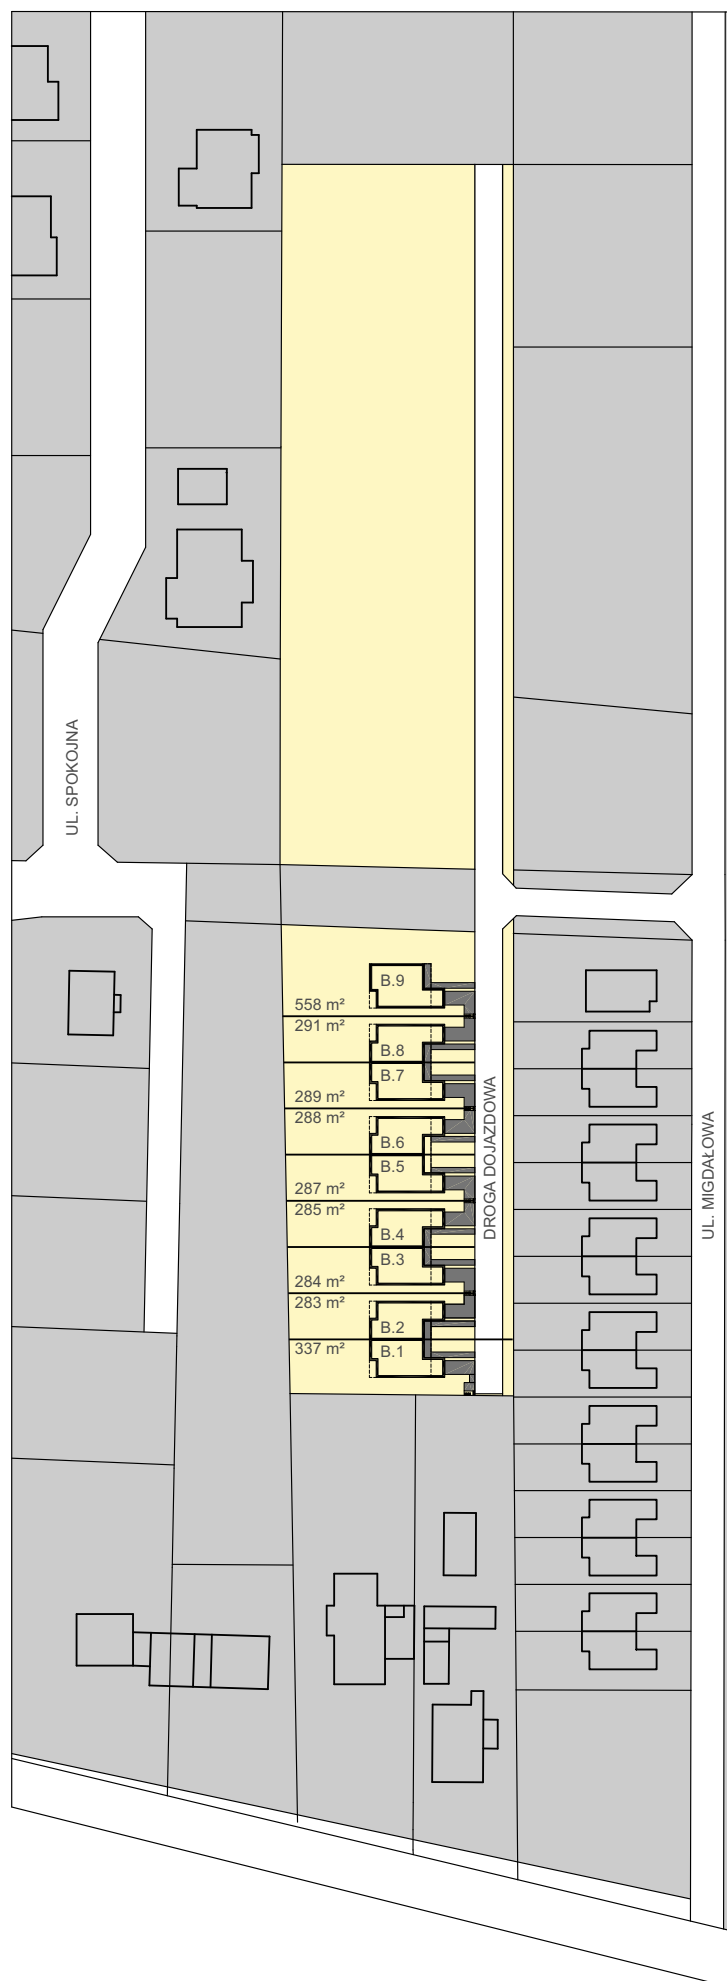 UL. SPOKOJNA
B.9
558 m²
291 m²
B.8
B.7
289 m²
288 m²
B.6
B.5
287 m²
285 m²
B.4
B.3
284 m²
283 m²
B.2
337 m²
B.1
DROGA DOJAZDOWA
UL. MIGDAŁOWA